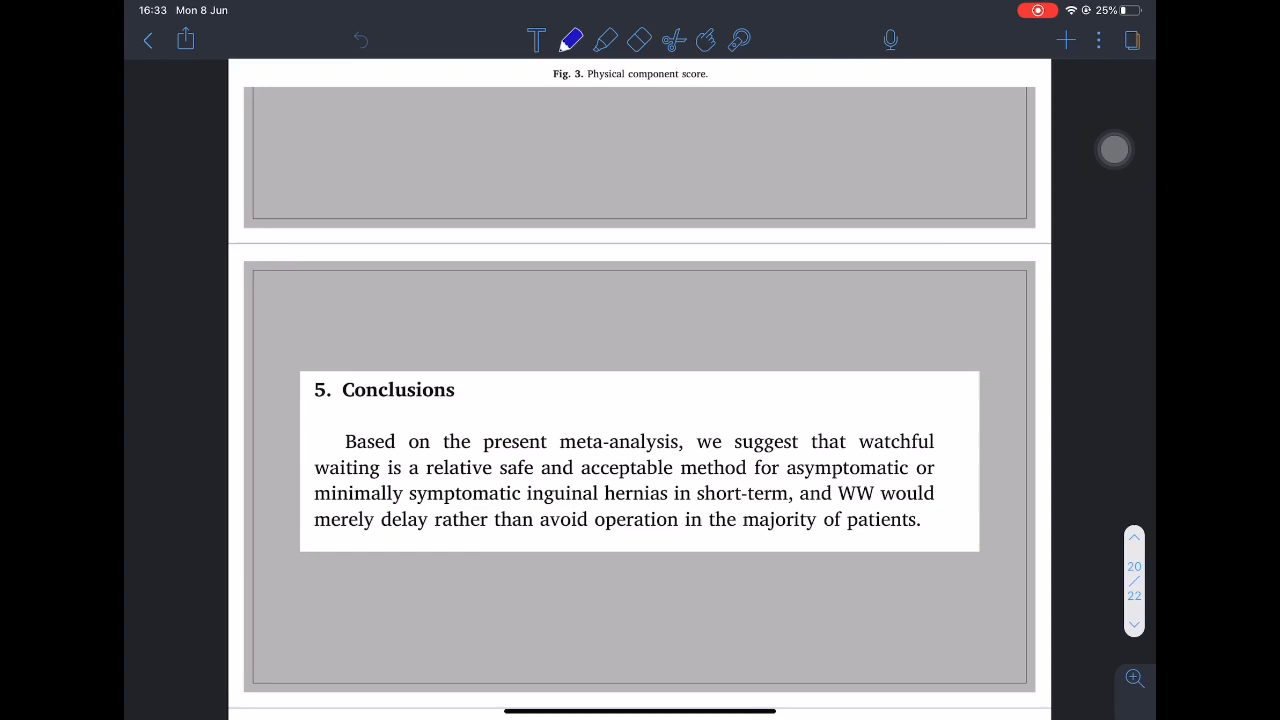 16:33 Mon 8 Jun
25%
T
Fig. 3. Physical component score.
5. Conclusions
Based on the present meta-analysis, we suggest that watchful
waiting is a relative safe and acceptable method for asymptomatic or
minimally symptomatic inguinal hernias in short-term, and WW would
merely delay rather than avoid operation in the majority of patients.
20
/
22